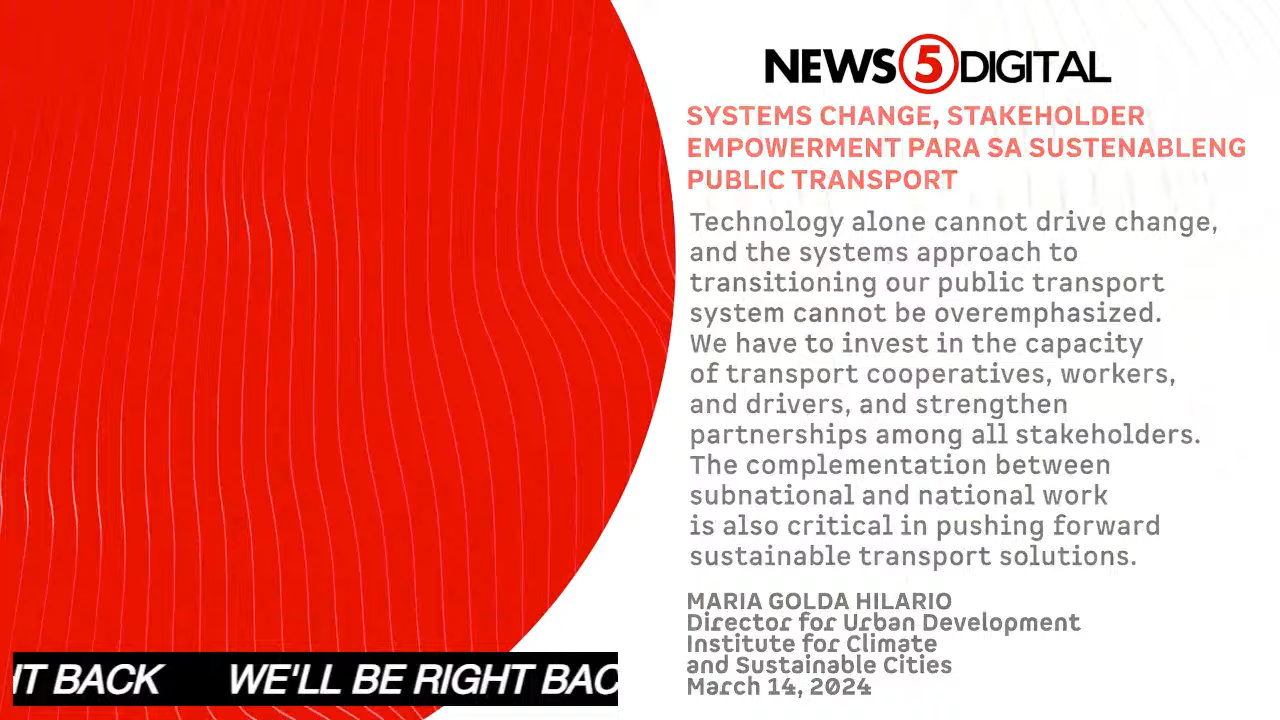 NEWS 5 DIGITAL
SYSTEMS CHANGE, STAKEHOLDER
EMPOWERMENT PARA SA SUSTENABLENG
PUBLIC TRANSPORT
Technology alone cannot drive change,
and the systems approach to
transitioning our public transport
system cannot be overemphasized.
We have to invest in the capacity
of transport cooperatives, workers,
and drivers, and strengthen
partnerships among all stakeholders.
The complementation between
subnational and national work
is also critical in pushing forward
sustainable transport solutions.
MARIA GOLDA HILARIO
Director for Urban Development
Institute for Climate
and Sustainable Cities
March 14, 2024
HT BACK WE'LL BE RIGHT BAC